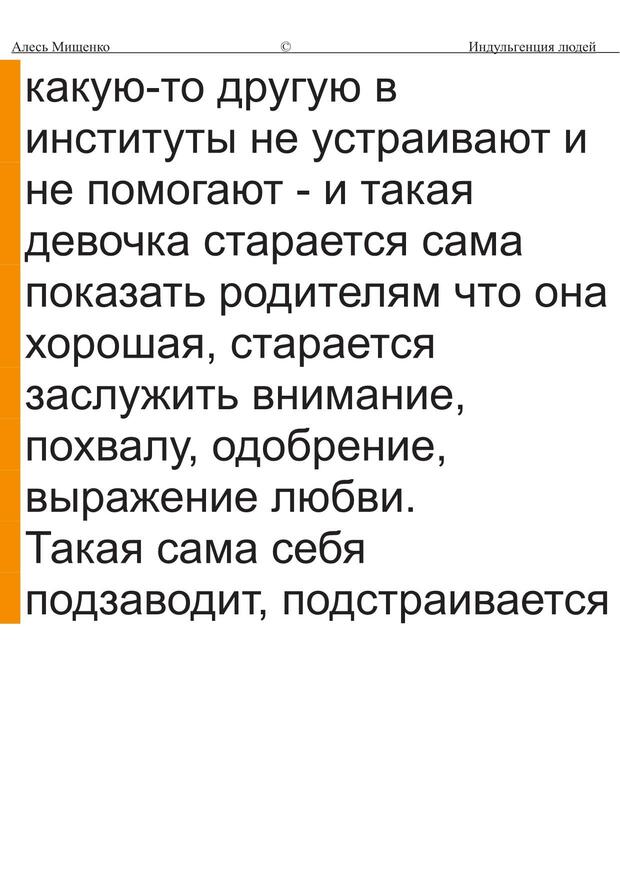 Алесь Мищенко © Индульгенция людей
какую-то другую в
институты не устраивают и
не помогают - и такая
девочка старается сама
показать родителям что она
хорошая, старается
заслужить внимание,
похвалу, одобрение,
выражение любви.
Такая сама себя
подзаводит, подстраивается